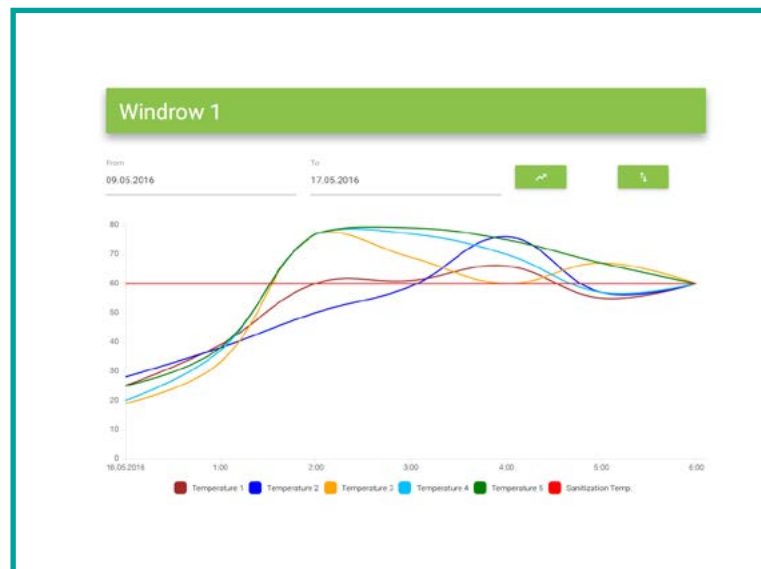 Windrow 1
From
To
09.05.2016
17.05.2016
80
70
60
50
40
30
20
10
0
16.05.2016
1:00
2:00
3:00
4:00
5:00
6:00
Temperature 1
Temperature 2
Temperature 3
Temperature 4
Temperature 5
Sanitization Temp.